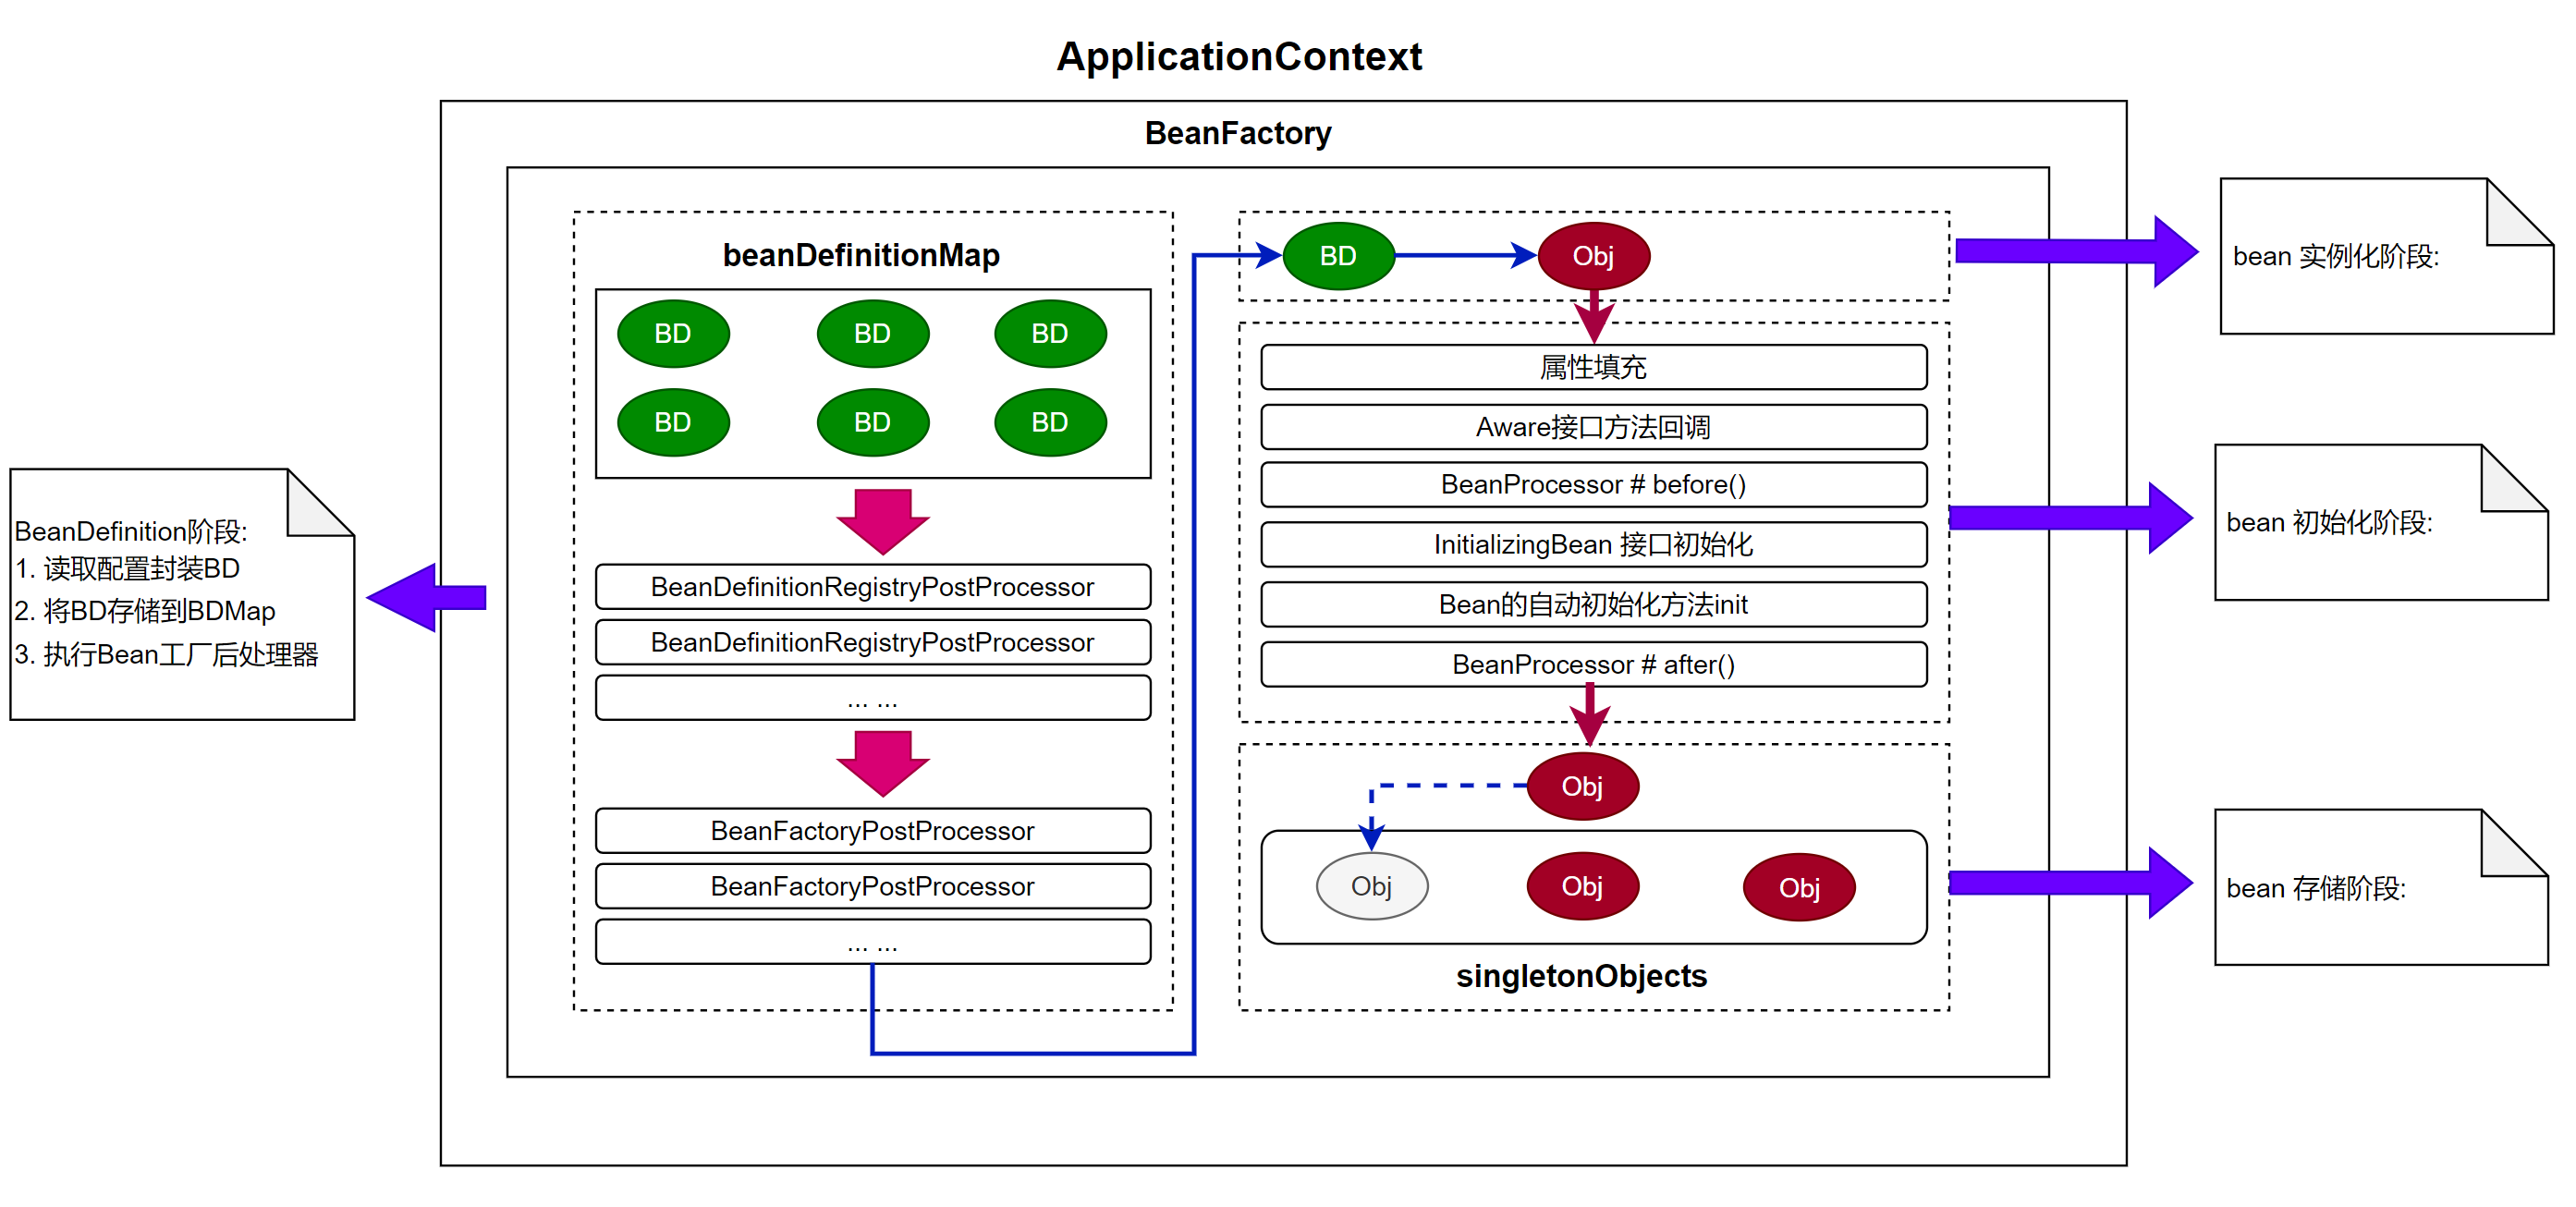 ApplicationContext
BeanFactory
beanDefinitionMap
BD
BD
BD
BD
BD
BD
BeanDefinitionRegistryPostProcessor
BeanDefinitionRegistryPostProcessor
... ...
BeanFactoryPostProcessor
BeanFactoryPostProcessor
... ...
BD
Obj
属性填充
Aware接口方法回调
BeanProcessor # before()
InitializingBean 接口初始化
Bean的自动初始化方法init
BeanProcessor # after()
Obj
Obj
Obj
Obj
singletonObjects
BeanDefinition阶段:
1. 读取配置封装BD
2. 将BD存储到BDMap
3. 执行Bean工厂后处理器
bean 实例化阶段:
bean 初始化阶段:
bean 存储阶段: